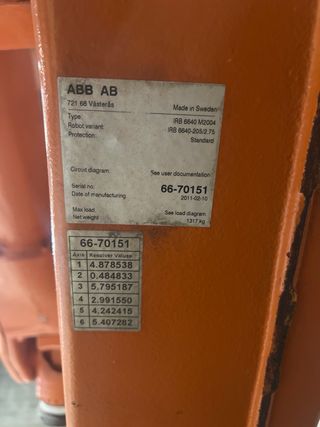 ABB AB
721 68 Västerås Made in Sweden
Type: IRB 6640 M2004
Robot variant: IRB 6640-205/2.75
Protection: Standard
Circuit diagram: See user documentation
Serial no: 66-70151
Date of manufacturing 2011-02-10
Max load: See load diagram
Net weight 1317 kg
66-70151
Axis Resolver Values
1 4.878538
2 0.484833
3 5.795187
4 2.991550
5 4.242415
6 5.407282